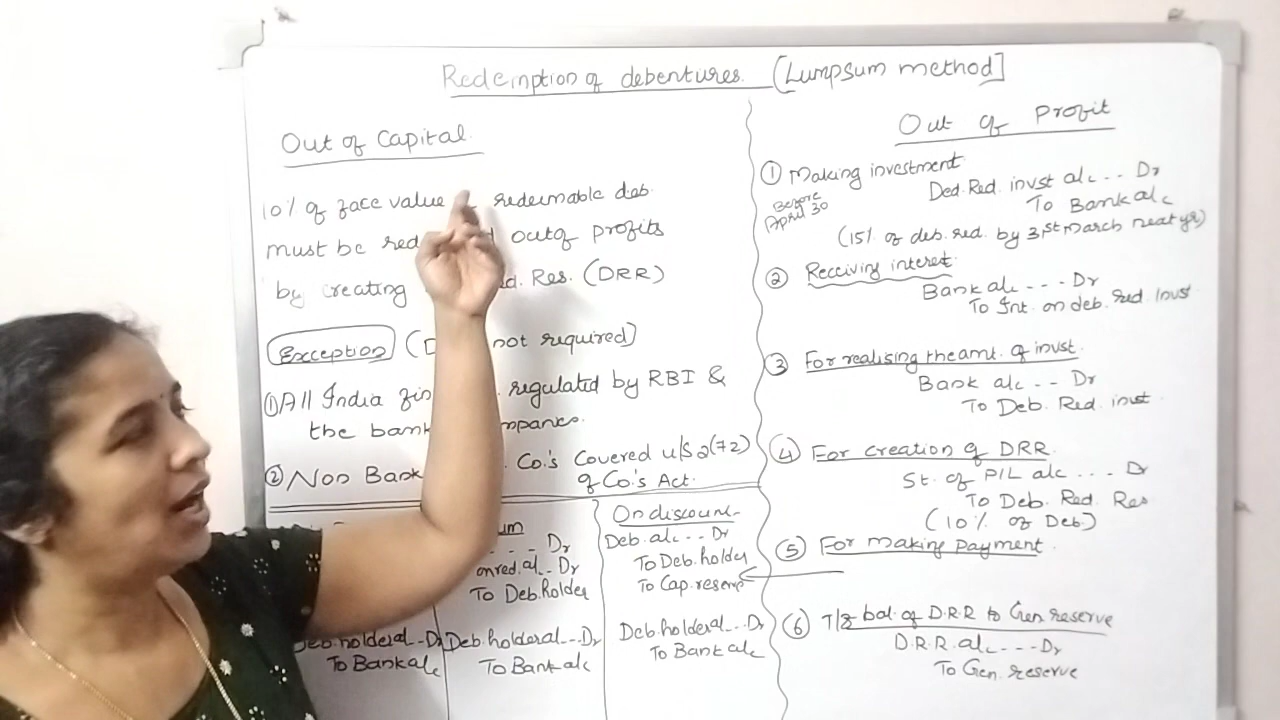 Redemption of debentures. (Lumpsum method]
Out of Capital.
10% of face value redeemable deb.
must be out of profits
by creating Res. (DRR)
Exception ( not required]
① All India regulated by RBI &
the
② Non Bank Co.'s Covered u/s 2(72)
of Co.'s Act.
Dr
on red. a/c .. Dr
To Deb. holder
Deb. holder a/c .. Dr
To Bank a/c
Deb. holder a/c ... Dr
To Bank a/c
On discount
Deb. a/c ... Dr
To Deb. holder
To Cap. reserve
Deb. holder a/c ... Dr
To Bank a/c
Out of Profit
① Making investment
Before
April 30
Ded. Red. invst a/c ... Dr
To Bank a/c
(15% of deb. red. by 31st March next yr)
② Receiving interest.
Bank a/c .... Dr
To Int. on deb. red. Invst
③ For realising the amt. of invst.
Bank a/c ... Dr
To Deb. Red. invst
④ For creation of DRR.
St. of P/L a/c .... Dr
To Deb. Red. Res
(10% of Deb.)
⑤ For making payment.
⑥ T/f bal. of D.R.R to Gen. reserve
D.R.R. a/c .... Dr
To Gen. reserve